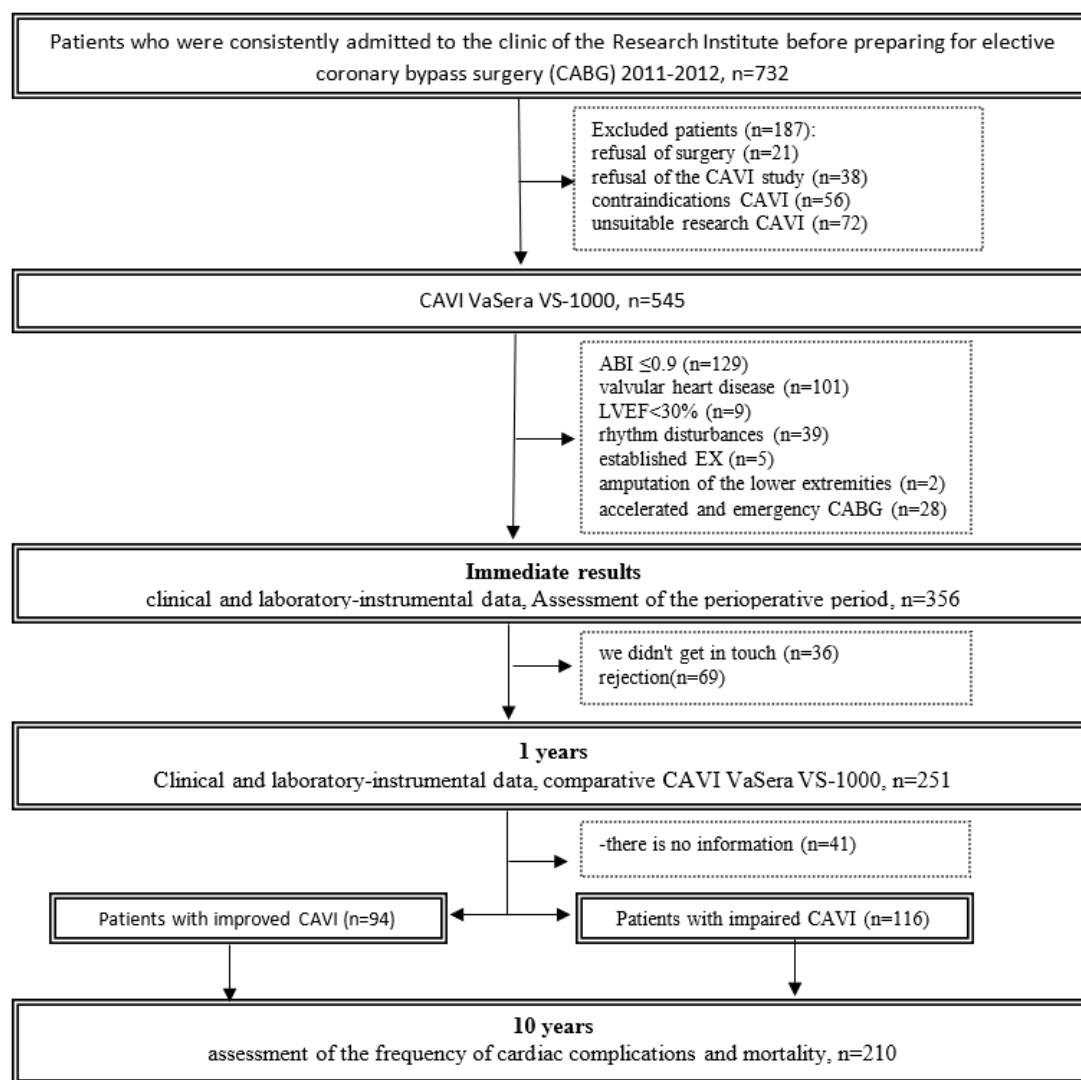 Patients who were consistently admitted to the clinic of the Research Institute before preparing for elective
coronary bypass surgery (CABG) 2011-2012, n=732
Excluded patients (n=187):
refusal of surgery (n=21)
refusal of the CAVI study (n=38)
contraindications CAVI (n=56)
unsuitable research CAVI (n=72)
CAVI VaSera VS-1000, n=545
ABI ≤0.9 (n=129)
valvular heart disease (n=101)
LVEF<30% (n=9)
rhythm disturbances (n=39)
established EX (n=5)
amputation of the lower extremities (n=2)
accelerated and emergency CABG (n=28)
Immediate results
clinical and laboratory-instrumental data, Assessment of the perioperative period, n=356
we didn't get in touch (n=36)
rejection(n=69)
1 years
Clinical and laboratory-instrumental data, comparative CAVI VaSera VS-1000, n=251
-there is no information (n=41)
Patients with improved CAVI (n=94)
Patients with impaired CAVI (n=116)
10 years
assessment of the frequency of cardiac complications and mortality, n=210